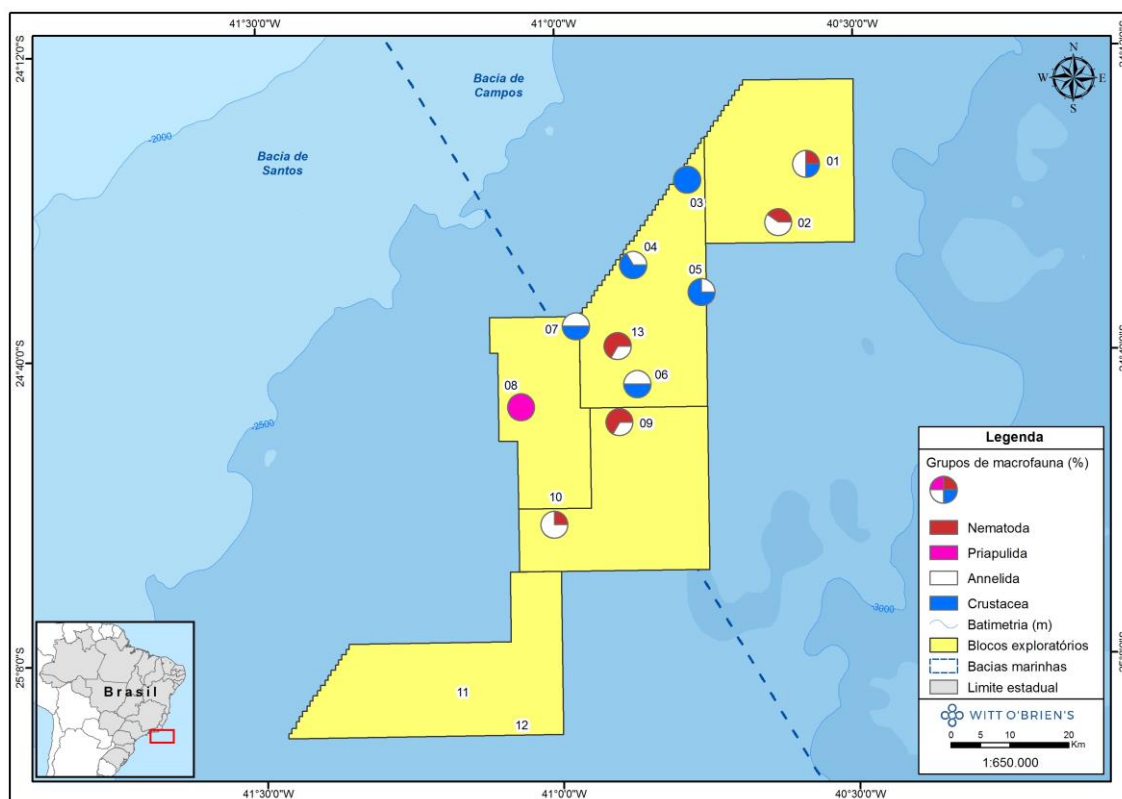 41°30'0"W
41°0'0"W
40°30'0"W
24°12'0"S
Bacia de
Campos
Bacia de
Santos
-2000
N
W
E
S
01
02
03
04
05
07
13
06
08
09
10
11
12
24°40'0"S
-2500
-3000
25°8'0"S
Legenda
Grupos de macrofauna (%)
Nematoda
Priapulida
Annelida
Crustacea
Batimetria (m)
Blocos exploratórios
Bacias marinhas
Limite estadual
WITT O'BRIEN'S
0 5 10 20
Km
1:650.000
Brasil
41°30'0"W
41°0'0"W
40°30'0"W